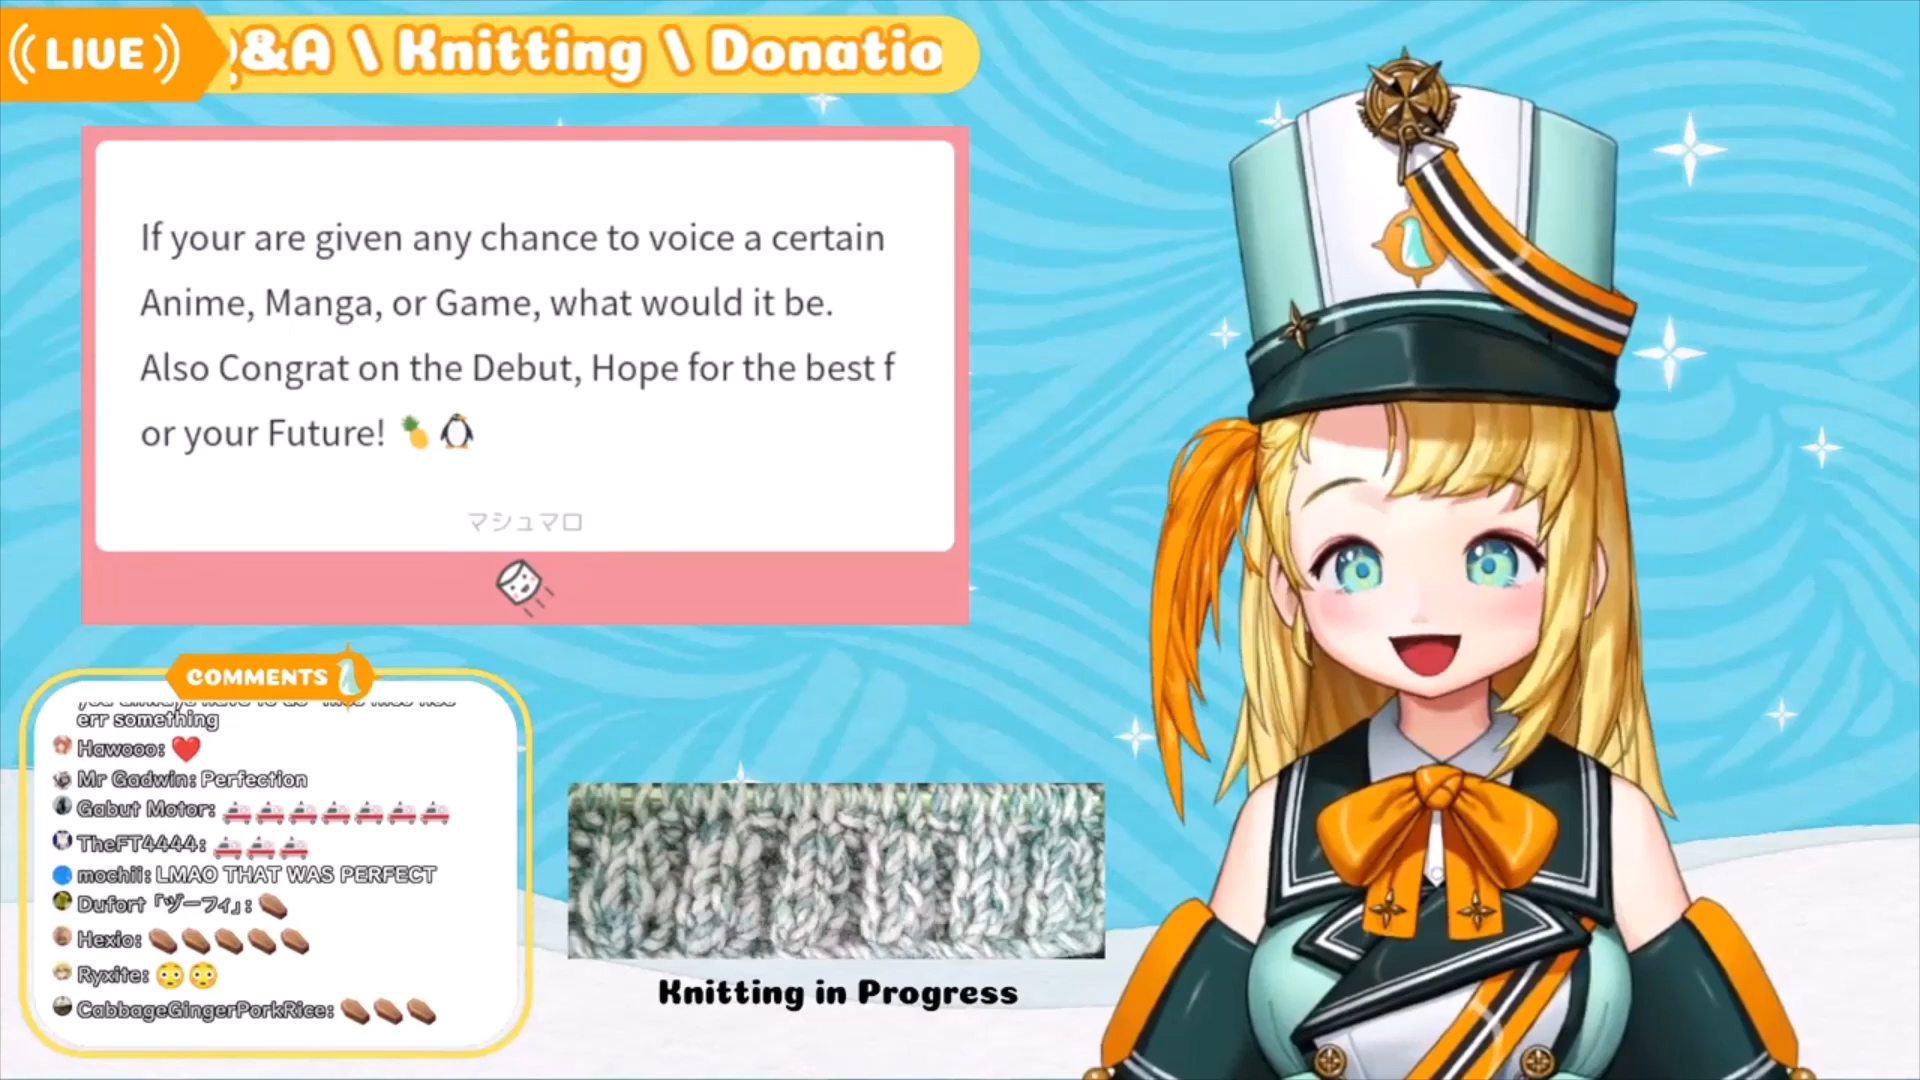 LIVE
Q&A \ Knitting \ Donatio
If your are given any chance to voice a certain
Anime, Manga, or Game, what would it be.
Also Congrat on the Debut, Hope for the best f
or your Future! 🍍🐧
マシュマロ
COMMENTS
err something
Hawooo: ❤️
Mr Gadwin: Perfection
Gabut Motor: 🚑🚑🚑🚑🚑🚑🚑
TheFT4444: 🚑🚑🚑
mochii: LMAO THAT WAS PERFECT
Dufort「ヅーフィ」: ⚰️
Hexio: ⚰️⚰️⚰️⚰️⚰️
Ryxite: 😳😳
CabbageGingerPorkRice: ⚰️⚰️⚰️
Knitting in Progress